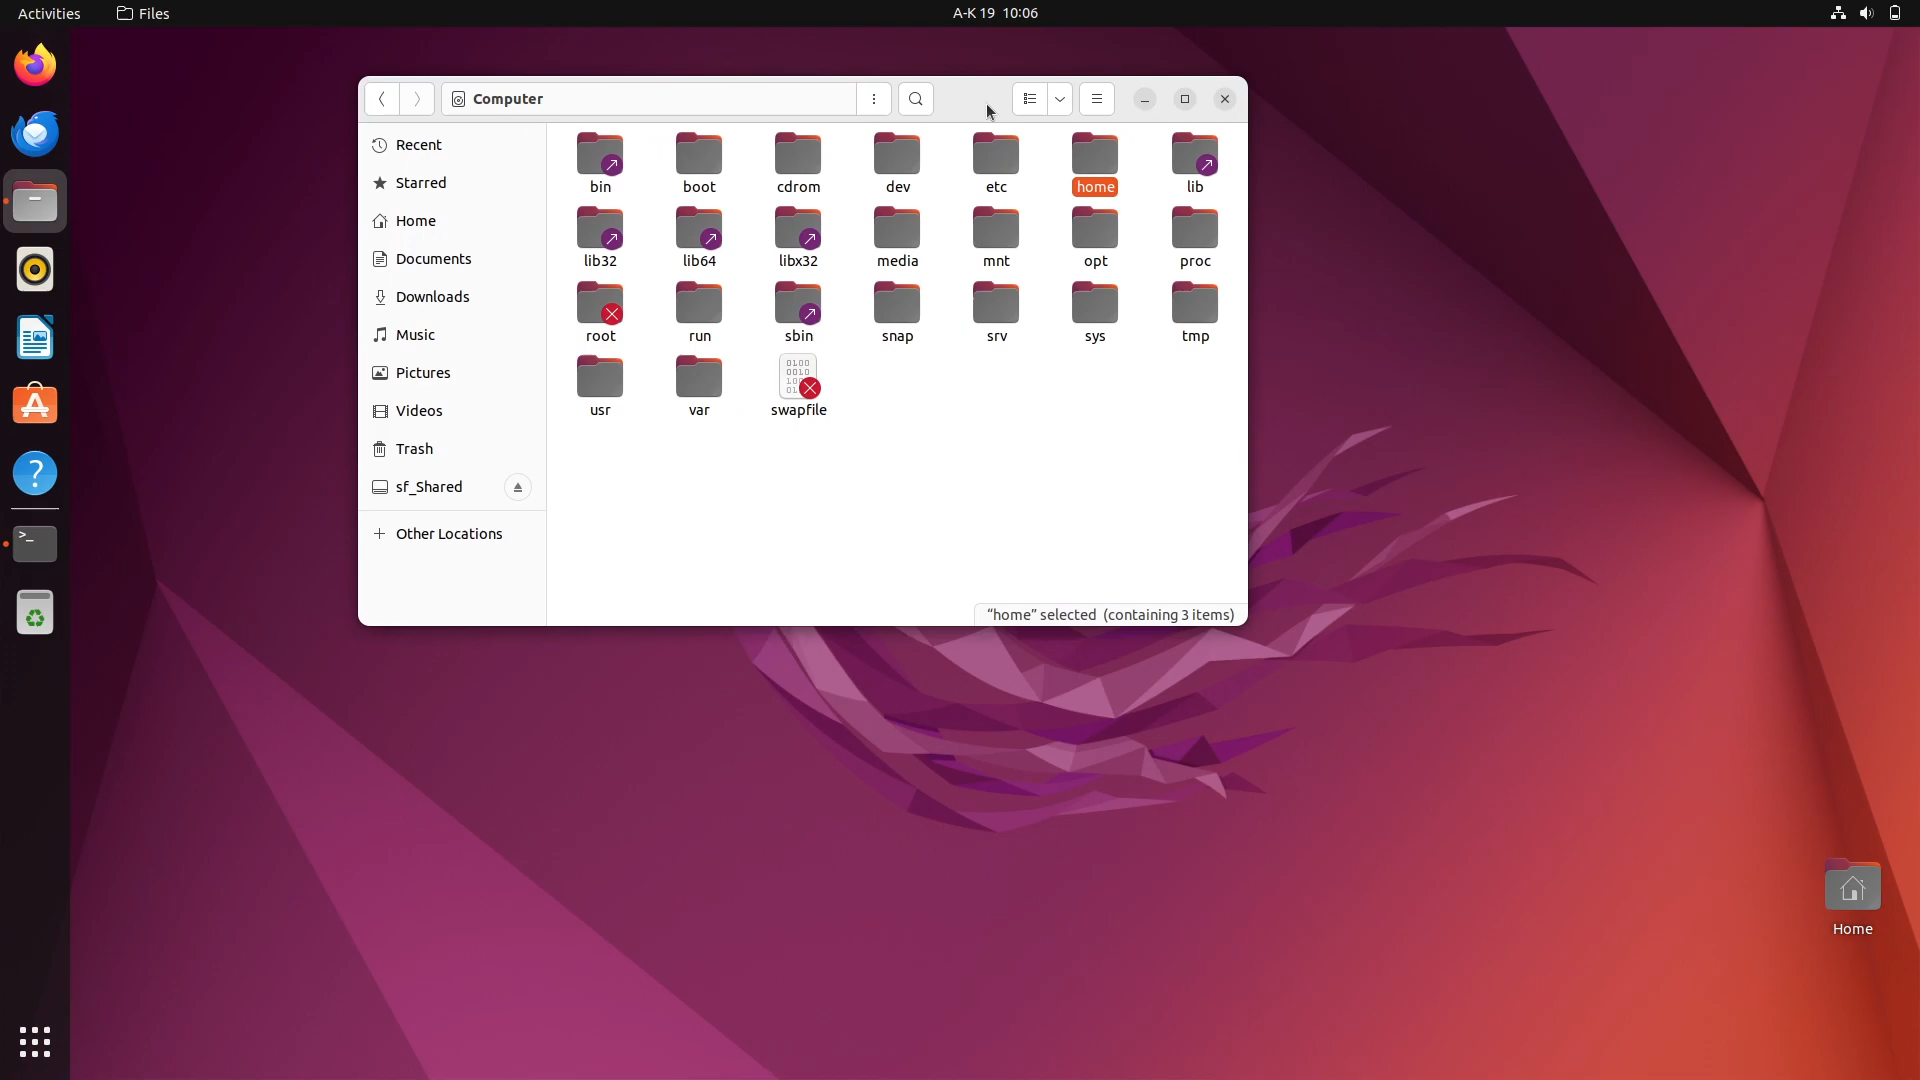 Activities Files A-K 19 10:06
Computer
Recent
Starred
Home
Documents
Downloads
Music
Pictures
Videos
Trash
sf_Shared
Other Locations
bin boot cdrom dev etc home lib
lib32 lib64 libx32 media mnt opt proc
root run sbin snap srv sys tmp
usr var swapfile
“home” selected (containing 3 items)
Home